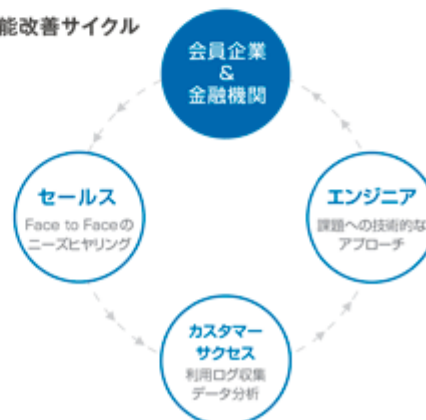 能改善サイクル
会員企業
&
金融機関
セールス
Face to Faceの
ニーズヒヤリング
エンジニア
課題への技術的な
アプローチ
カスタマー
サクセス
利用ログ収集
データ分析